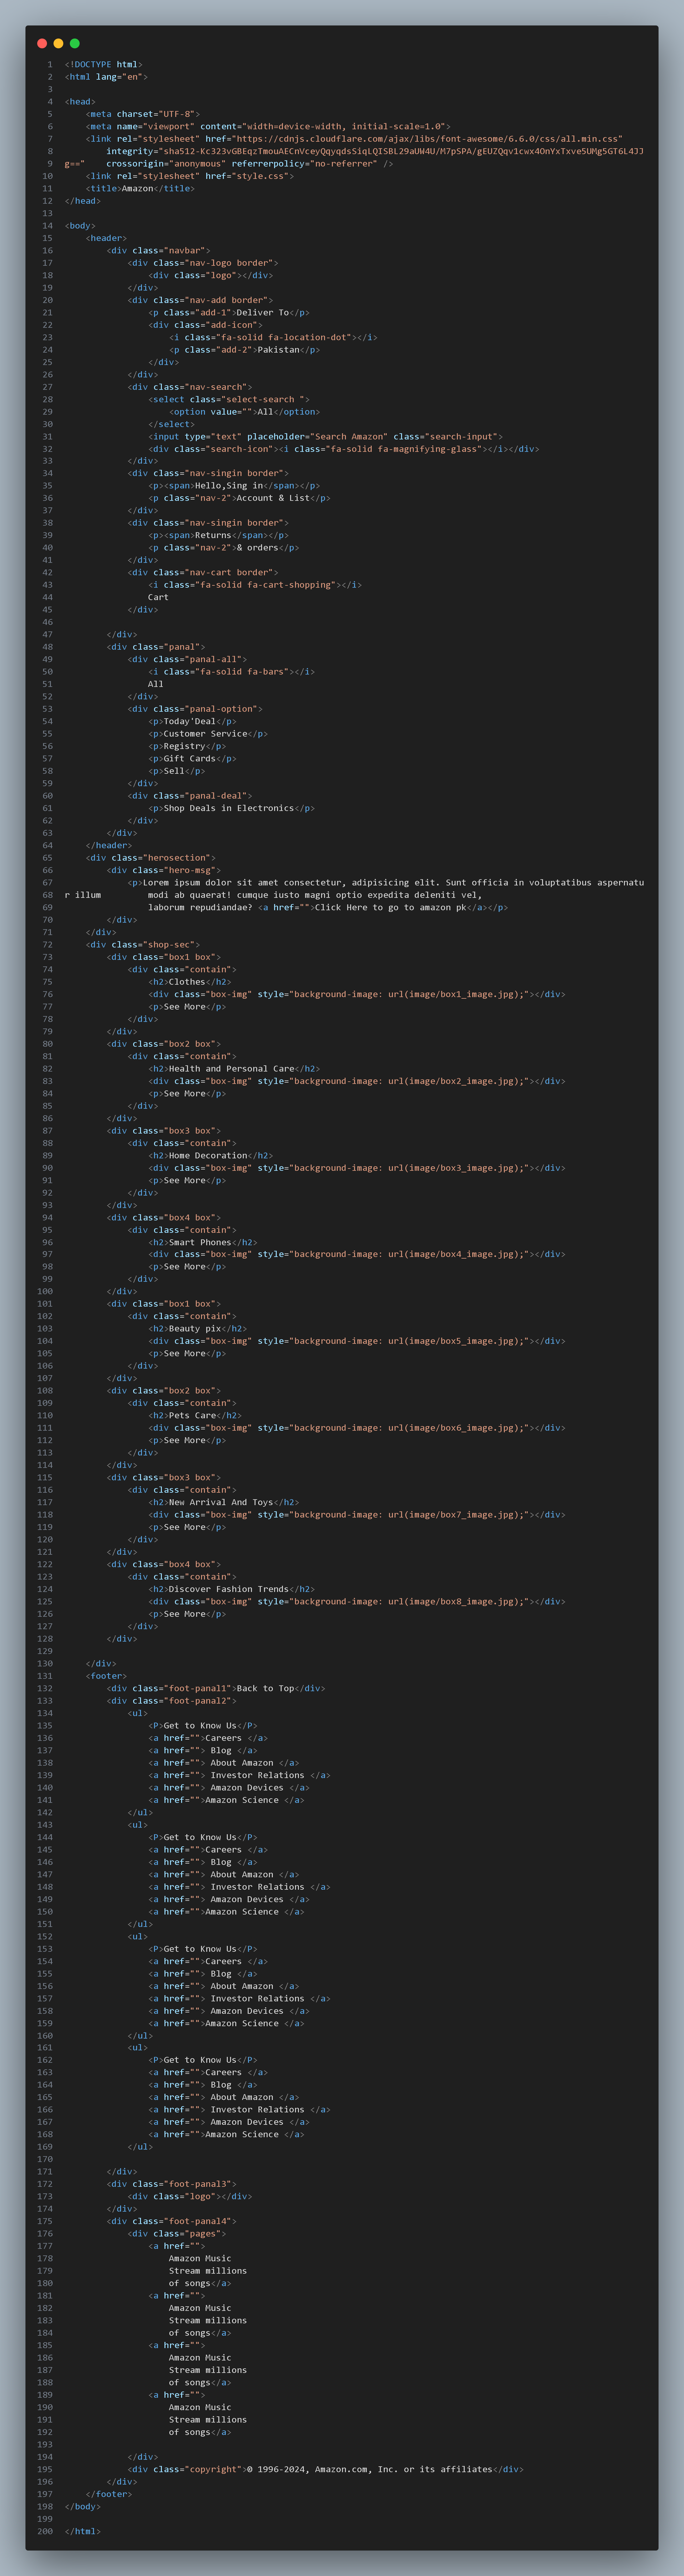 1 <!DOCTYPE html>
2 <html lang="en">
3
4 <head>
5     <meta charset="UTF-8">
6     <meta name="viewport" content="width=device-width, initial-scale=1.0">
7     <link rel="stylesheet" href="https://cdnjs.cloudflare.com/ajax/libs/font-awesome/6.6.0/css/all.min.css"
8         integrity="sha512-Kc323vGBEqzTmouAECnVceyQqyqdsSiqLQISBL29aUW4U/M7pSPA/gEUZQqv1cwx4OnYxTxve5UMg5GT6L4JJ
9 g=="    crossorigin="anonymous" referrerpolicy="no-referrer" />
10     <link rel="stylesheet" href="style.css">
11     <title>Amazon</title>
12 </head>
13
14 <body>
15     <header>
16         <div class="navbar">
17             <div class="nav-logo border">
18                 <div class="logo"></div>
19             </div>
20             <div class="nav-add border">
21                 <p class="add-1">Deliver To</p>
22                 <div class="add-icon">
23                     <i class="fa-solid fa-location-dot"></i>
24                     <p class="add-2">Pakistan</p>
25                 </div>
26             </div>
27             <div class="nav-search">
28                 <select class="select-search ">
29                     <option value="">All</option>
30                 </select>
31                 <input type="text" placeholder="Search Amazon" class="search-input">
32                 <div class="search-icon"><i class="fa-solid fa-magnifying-glass"></i></div>
33             </div>
34             <div class="nav-singin border">
35                 <p><span>Hello,Sing in</span></p>
36                 <p class="nav-2">Account & List</p>
37             </div>
38             <div class="nav-singin border">
39                 <p><span>Returns</span></p>
40                 <p class="nav-2">& orders</p>
41             </div>
42             <div class="nav-cart border">
43                 <i class="fa-solid fa-cart-shopping"></i>
44                 Cart
45             </div>
46
47         </div>
48         <div class="panal">
49             <div class="panal-all">
50                 <i class="fa-solid fa-bars"></i>
51                 All
52             </div>
53             <div class="panal-option">
54                 <p>Today'Deal</p>
55                 <p>Customer Service</p>
56                 <p>Registry</p>
57                 <p>Gift Cards</p>
58                 <p>Sell</p>
59             </div>
60             <div class="panal-deal">
61                 <p>Shop Deals in Electronics</p>
62             </div>
63         </div>
64     </header>
65     <div class="herosection">
66         <div class="hero-msg">
67             <p>Lorem ipsum dolor sit amet consectetur, adipisicing elit. Sunt officia in voluptatibus aspernatu
68 r illum         modi ab quaerat! cumque iusto magni optio expedita deleniti vel,
69                 laborum repudiandae? <a href="">Click Here to go to amazon pk</a></p>
70         </div>
71     </div>
72     <div class="shop-sec">
73         <div class="box1 box">
74             <div class="contain">
75                 <h2>Clothes</h2>
76                 <div class="box-img" style="background-image: url(image/box1_image.jpg);"></div>
77                 <p>See More</p>
78             </div>
79         </div>
80         <div class="box2 box">
81             <div class="contain">
82                 <h2>Health and Personal Care</h2>
83                 <div class="box-img" style="background-image: url(image/box2_image.jpg);"></div>
84                 <p>See More</p>
85             </div>
86         </div>
87         <div class="box3 box">
88             <div class="contain">
89                 <h2>Home Decoration</h2>
90                 <div class="box-img" style="background-image: url(image/box3_image.jpg);"></div>
91                 <p>See More</p>
92             </div>
93         </div>
94         <div class="box4 box">
95             <div class="contain">
96                 <h2>Smart Phones</h2>
97                 <div class="box-img" style="background-image: url(image/box4_image.jpg);"></div>
98                 <p>See More</p>
99             </div>
100         </div>
101         <div class="box1 box">
102             <div class="contain">
103                 <h2>Beauty pix</h2>
104                 <div class="box-img" style="background-image: url(image/box5_image.jpg);"></div>
105                 <p>See More</p>
106             </div>
107         </div>
108         <div class="box2 box">
109             <div class="contain">
110                 <h2>Pets Care</h2>
111                 <div class="box-img" style="background-image: url(image/box6_image.jpg);"></div>
112                 <p>See More</p>
113             </div>
114         </div>
115         <div class="box3 box">
116             <div class="contain">
117                 <h2>New Arrival And Toys</h2>
118                 <div class="box-img" style="background-image: url(image/box7_image.jpg);"></div>
119                 <p>See More</p>
120             </div>
121         </div>
122         <div class="box4 box">
123             <div class="contain">
124                 <h2>Discover Fashion Trends</h2>
125                 <div class="box-img" style="background-image: url(image/box8_image.jpg);"></div>
126                 <p>See More</p>
127             </div>
128         </div>
129
130     </div>
131     <footer>
132         <div class="foot-panal1">Back to Top</div>
133         <div class="foot-panal2">
134             <ul>
135                 <P>Get to Know Us</P>
136                 <a href="">Careers </a>
137                 <a href=""> Blog </a>
138                 <a href=""> About Amazon </a>
139                 <a href=""> Investor Relations </a>
140                 <a href=""> Amazon Devices </a>
141                 <a href="">Amazon Science </a>
142             </ul>
143             <ul>
144                 <P>Get to Know Us</P>
145                 <a href="">Careers </a>
146                 <a href=""> Blog </a>
147                 <a href=""> About Amazon </a>
148                 <a href=""> Investor Relations </a>
149                 <a href=""> Amazon Devices </a>
150                 <a href="">Amazon Science </a>
151             </ul>
152             <ul>
153                 <P>Get to Know Us</P>
154                 <a href="">Careers </a>
155                 <a href=""> Blog </a>
156                 <a href=""> About Amazon </a>
157                 <a href=""> Investor Relations </a>
158                 <a href=""> Amazon Devices </a>
159                 <a href="">Amazon Science </a>
160             </ul>
161             <ul>
162                 <P>Get to Know Us</P>
163                 <a href="">Careers </a>
164                 <a href=""> Blog </a>
165                 <a href=""> About Amazon </a>
166                 <a href=""> Investor Relations </a>
167                 <a href=""> Amazon Devices </a>
168                 <a href="">Amazon Science </a>
169             </ul>
170
171         </div>
172         <div class="foot-panal3">
173             <div class="logo"></div>
174         </div>
175         <div class="foot-panal4">
176             <div class="pages">
177                 <a href="">
178                     Amazon Music
179                     Stream millions
180                     of songs</a>
181                 <a href="">
182                     Amazon Music
183                     Stream millions
184                     of songs</a>
185                 <a href="">
186                     Amazon Music
187                     Stream millions
188                     of songs</a>
189                 <a href="">
190                     Amazon Music
191                     Stream millions
192                     of songs</a>
193
194             </div>
195             <div class="copyright">© 1996-2024, Amazon.com, Inc. or its affiliates</div>
196         </div>
197     </footer>
198 </body>
199
200 </html>